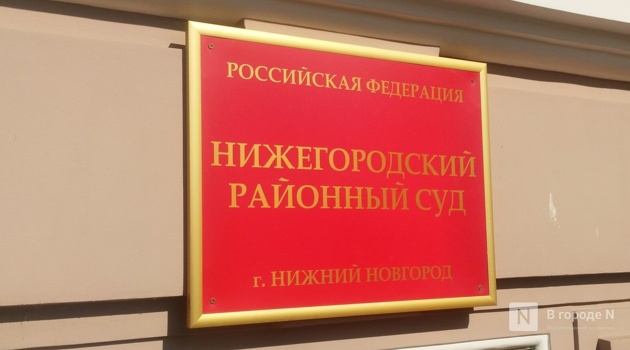 РОССИЙСКАЯ ФЕДЕРАЦИЯ
НИЖЕГОРОДСКИЙ
РАЙОННЫЙ СУД
г. НИЖНИЙ НОВГОРОД
N В городе N